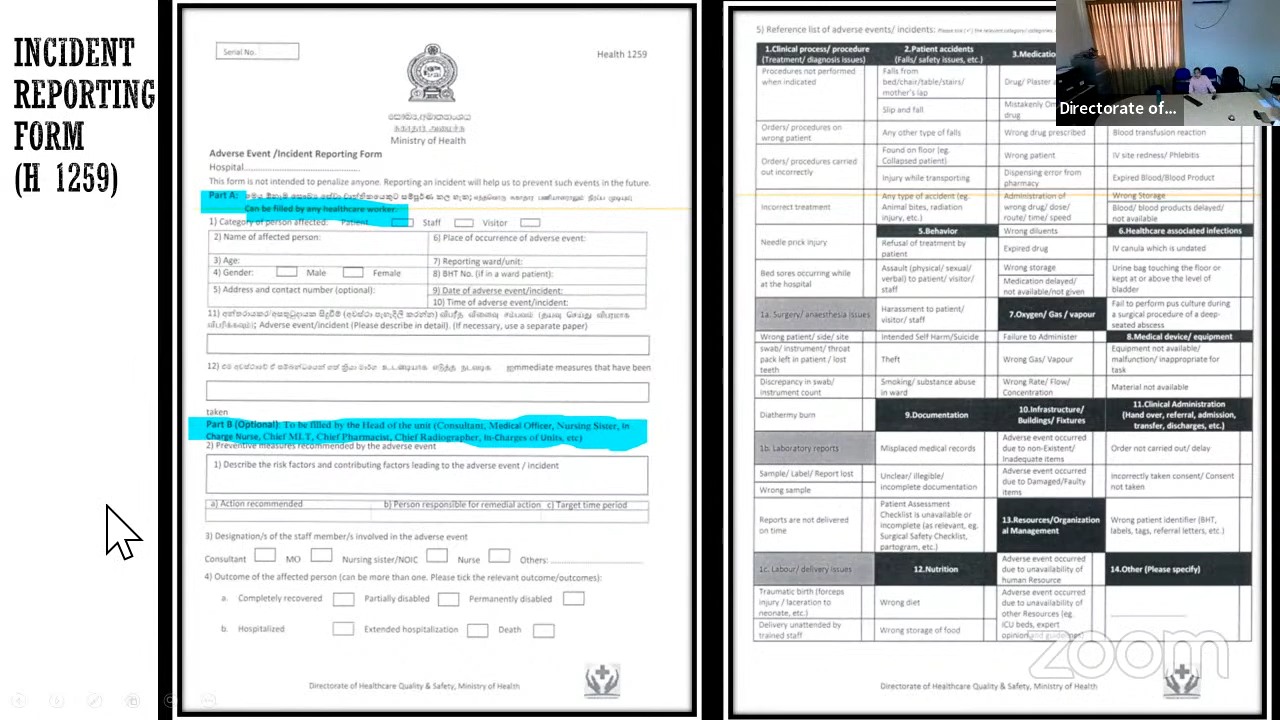 INCIDENT
REPORTING
FORM
(H 1259)
Serial No.
Health 1259
Ministry of Health
Adverse Event /Incident Reporting Form
Hospital
This form is not intended to penalize anyone. Reporting an incident will help us to prevent such events in the future.
Part A:
Can be filled by any healthcare worker.
1) Category of person affected: Patient Staff Visitor
2) Name of affected person: 6) Place of occurrence of adverse event:
3) Age: 7) Reporting ward/unit:
4) Gender: Male Female 8) BHT No. (if in a ward patient):
5) Address and contact number (optional): 9) Date of adverse event/incident:
10) Time of adverse event/incident:
11)
Adverse event/incident (Please describe in detail). (If necessary, use a separate paper)
12) Immediate measures that have been
taken
Part B (Optional): To be filled by the Head of the unit (Consultant, Medical Officer, Nursing Sister, In
Charge Nurse, Chief MLT, Chief Pharmacist, Chief Radiographer, In-Charges of Units, etc)
2) Preventive measures recommended by the adverse event
1) Describe the risk factors and contributing factors leading to the adverse event / incident
a) Action recommended b) Person responsible for remedial action c) Target time period
3) Designation/s of the staff member/s involved in the adverse event
Consultant MO Nursing sister/NOIC Nurse Others:
4) Outcome of the affected person (can be more than one. Please tick the relevant outcome/outcomes):
a. Completely recovered Partially disabled Permanently disabled
b. Hospitalized Extended hospitalization Death
Directorate of Healthcare Quality & Safety, Ministry of Health
5) Reference list of adverse events/ incidents:
1.Clinical process/ procedure
(Treatment/ diagnosis issues)
Procedures not performed
when indicated
Orders/ procedures on
wrong patient
Orders/ procedures carried
out incorrectly
Incorrect treatment
Needle prick injury
Bed sores occurring while
at the hospital
1a. Surgery/ anaesthesia issues
Wrong patient/ side/ site
swab/ instrument/ throat
pack left in patient / lost
teeth
Discrepancy in swab/
instrument count
Diathermy burn
1b. Laboratory reports
Sample/ Label/ Report lost
Wrong sample
Reports are not delivered
on time
1c. Labour/ delivery issues
Traumatic birth (forceps
injury / laceration to
neonate, etc.)
Delivery unattended by
trained staff
2.Patient accidents
(Falls/ safety issues, etc.)
Falls from
bed/chair/table/stairs/
mother's lap
Slip and fall
Any other type of falls
Found on floor (eg.
Collapsed patient)
Injury while transporting
Any type of accident (eg.
Animal bites, radiation
injury, etc.)
5.Behavior
Refusal of treatment by
patient
Assault (physical/ sexual/
verbal) to patient/ visitor/
staff
Harassment to patient/
visitor/ staff
Intended Self Harm/Suicide
Theft
Smoking/ substance abuse
in ward
9.Documentation
Misplaced medical records
Unclear/ illegible/
incomplete documentation
Patient Assessment
Checklist is unavailable or
incomplete (as relevant, eg.
Surgical Safety Checklist,
partogram, etc.)
12.Nutrition
Wrong diet
Wrong storage of food
3.Medicatio
Drug/ Plaster a
Mistakenly Om
drug
Wrong drug prescribed
Wrong patient
Dispensing error from
pharmacy
Administration of
wrong drug/ dose/
route/ time/ speed
Wrong diluents
Expired drug
Wrong storage
Medication delayed/
not available/not given
7.Oxygen/ Gas / vapour
Failure to Administer
Wrong Gas/ Vapour
Wrong Rate/ Flow/
Concentration
10.Infrastructure/
Buildings/ Fixtures
Adverse event occurred
due to non-Existent/
Inadequate items
Adverse event occurred
due to Damaged/Faulty
items
13.Resources/Organization
al Management
Adverse event occurred
due to unavailability of
human Resource
Adverse event occurred
due to unavailability of
other Resources (eg.
ICU beds, expert
opinion and guidelines)
Blood transfusion reaction
IV site redness/ Phlebitis
Expired Blood/Blood Product
Wrong Storage
Blood/ blood products delayed/
not available
6.Healthcare associated infections
IV canula which is undated
Urine bag touching the floor or
kept at or above the level of
bladder
Fail to perform pus culture during
a surgical procedure of a deep-
seated abscess
8.Medical device/ equipment
Equipment not available/
malfunction/ inappropriate for
task
Material not available
11.Clinical Administration
(Hand over, referral, admission,
transfer, discharges, etc.)
Order not carried out/ delay
Incorrectly taken consent/ Consent
not taken
Wrong patient identifier (BHT,
labels, tags, referral letters, etc.)
14.Other (Please specify)
Directorate of Healthcare Quality & Safety, Ministry of Health
Directorate of...
zoom